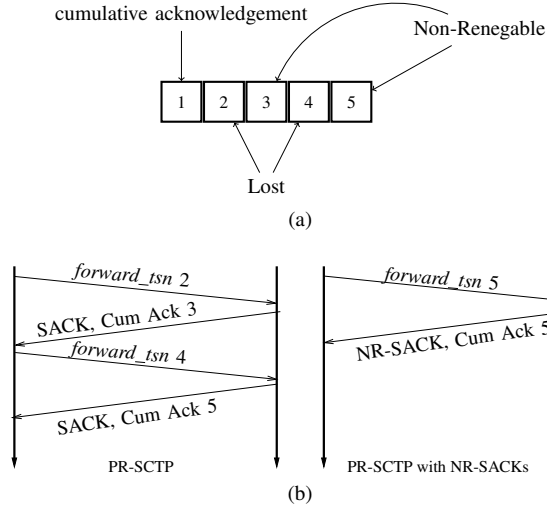 cumulative acknowledgement
Non-Renegable
1 2 3 4 5
Lost
(a)
forward_tsn 2
SACK, Cum Ack 3
forward_tsn 4
SACK, Cum Ack 5
PR-SCTP
forward_tsn 5
NR-SACK, Cum Ack 5
PR-SCTP with NR-SACKs
(b)